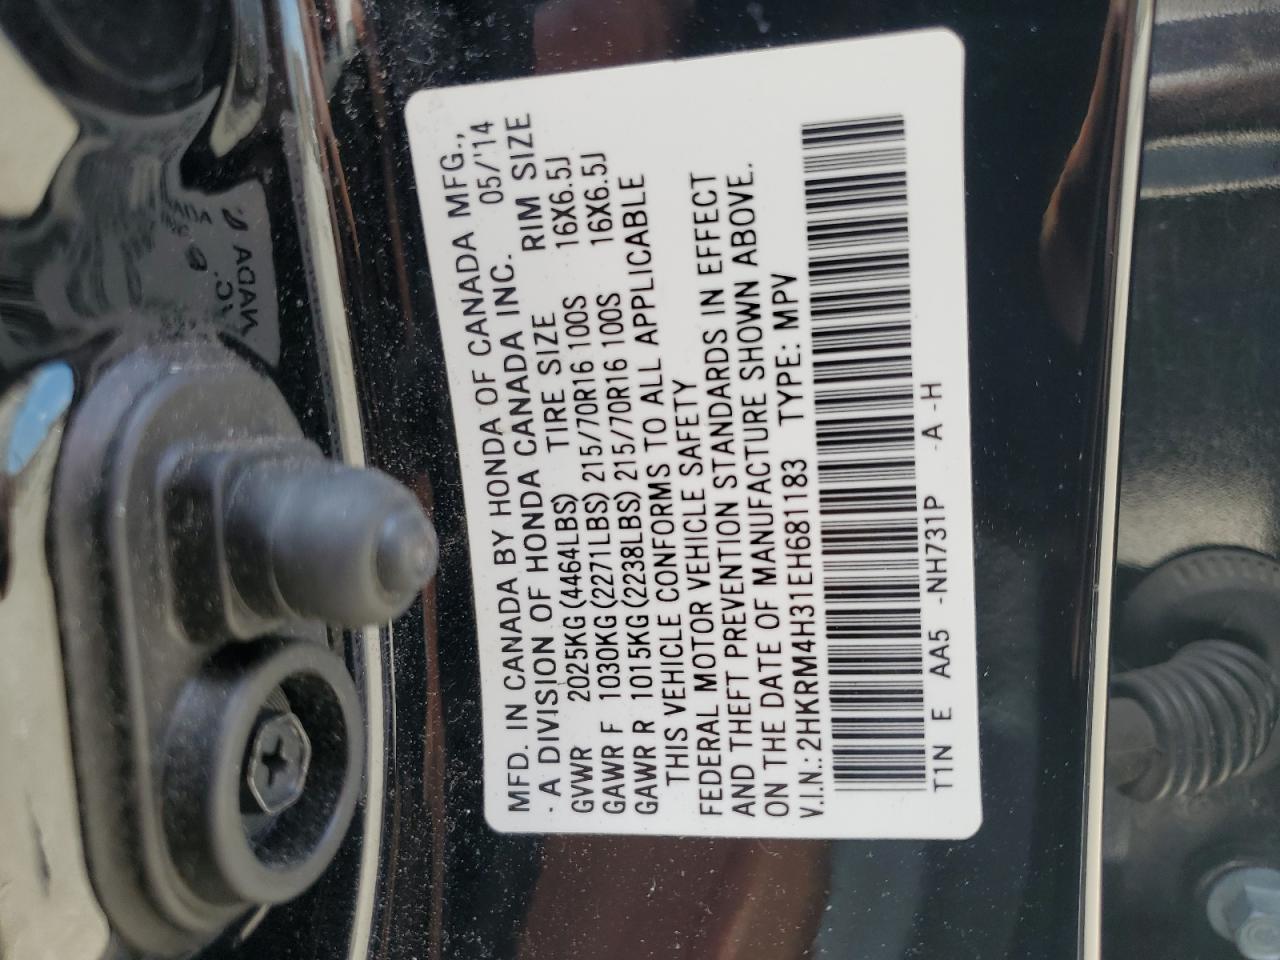 MFD. IN CANADA BY HONDA OF CANADA MFG.,
A DIVISION OF HONDA CANADA INC. 05/'14
GVWR 2025KG(4464LBS) TIRE SIZE RIM SIZE
GAWR F 1030KG(2271LBS) 215/70R16 100S 16X6.5J
GAWR R 1015KG(2238LBS) 215/70R16 100S 16X6.5J
THIS VEHICLE CONFORMS TO ALL APPLICABLE
FEDERAL MOTOR VEHICLE SAFETY
AND THEFT PREVENTION STANDARDS IN EFFECT
ON THE DATE OF MANUFACTURE SHOWN ABOVE.
V.I.N.:2HKRM4H31EH681183 TYPE: MPV
T1N E AA5 -NH731P -A -H